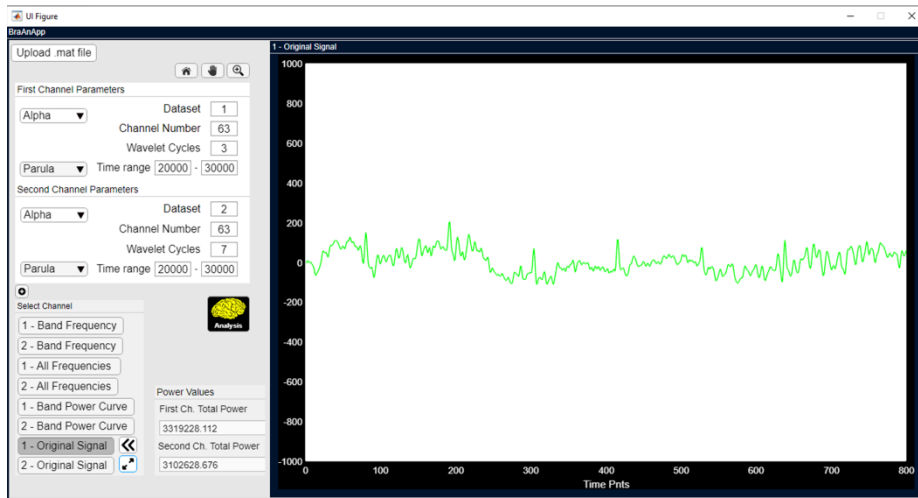 UI Figure
BraAnApp
Upload .mat file
First Channel Parameters
Alpha
Dataset 1
Channel Number 63
Wavelet Cycles 3
Parula Time range 20000 - 30000
Second Channel Parameters
Alpha
Dataset 2
Channel Number 63
Wavelet Cycles 7
Parula Time range 20000 - 30000
Select Channel
1 - Band Frequency
2 - Band Frequency
1 - All Frequencies
2 - All Frequencies
1 - Band Power Curve
2 - Band Power Curve
1 - Original Signal
2 - Original Signal
Analysis
Power Values
First Ch. Total Power
3319228.112
Second Ch. Total Power
3102628.676
1 - Original Signal
1000
800
600
400
200
0
-200
-400
-600
-800
-1000
0 100 200 300 400 500 600 700 800
Time Pnts